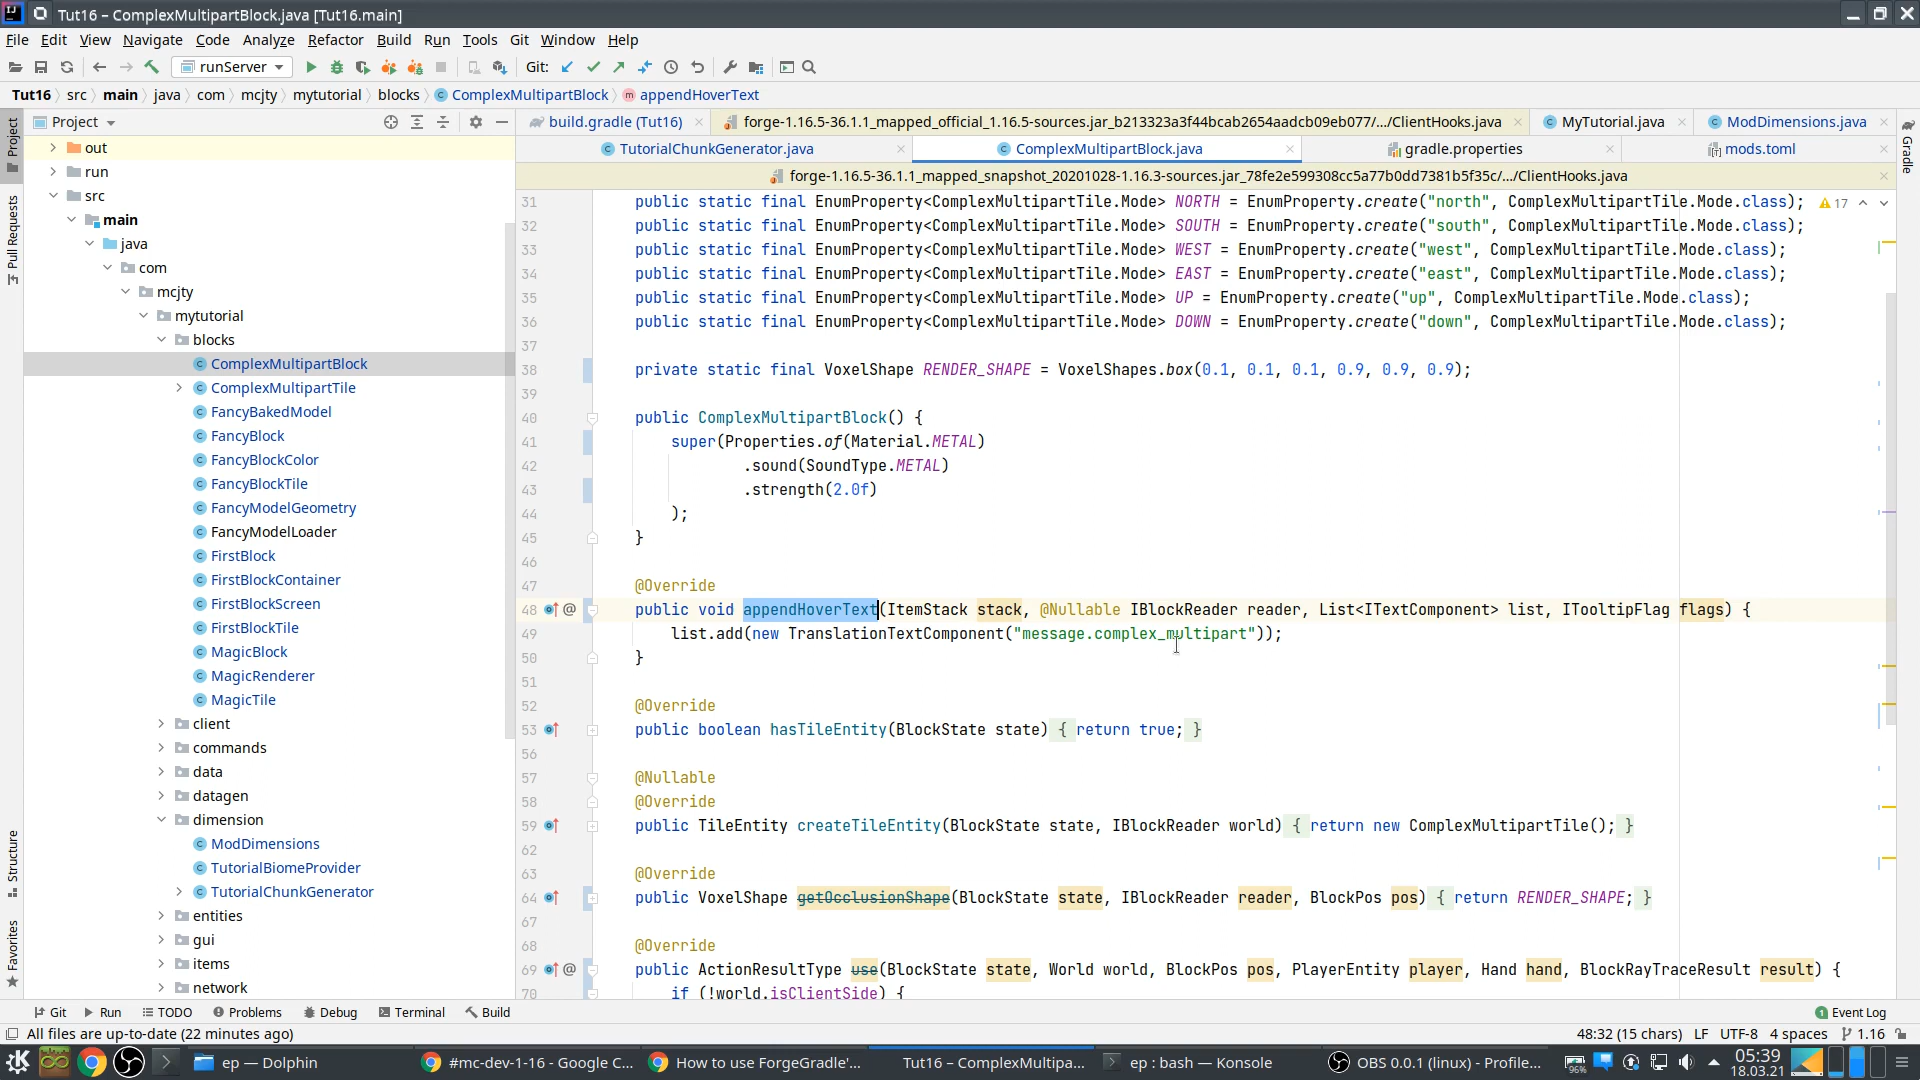 Tut16 – ComplexMultipartBlock.java [Tut16.main]
File Edit View Navigate Code Analyze Refactor Build Run Tools Git Window Help
runServer Git:
Tut16 src main java com mcjty mytutorial blocks ComplexMultipartBlock appendHoverText
Project
build.gradle (Tut16) forge-1.16.5-36.1.1_mapped_official_1.16.5-sources.jar_b213323a3f44bcab2654aadcb09eb077/.../ClientHooks.java MyTutorial.java ModDimensions.java
TutorialChunkGenerator.java ComplexMultipartBlock.java gradle.properties mods.toml
forge-1.16.5-36.1.1_mapped_snapshot_20201028-1.16.3-sources.jar_78fe2e599308cc5a77b0dd7381b5f35c/.../ClientHooks.java
Project
Pull Requests
Structure
Favorites
Gradle
out
run
src
main
java
com
mcjty
mytutorial
blocks
ComplexMultipartBlock
ComplexMultipartTile
FancyBakedModel
FancyBlock
FancyBlockColor
FancyBlockTile
FancyModelGeometry
FancyModelLoader
FirstBlock
FirstBlockContainer
FirstBlockScreen
FirstBlockTile
MagicBlock
MagicRenderer
MagicTile
client
commands
data
datagen
dimension
ModDimensions
TutorialBiomeProvider
TutorialChunkGenerator
entities
gui
items
network
31 public static final EnumProperty<ComplexMultipartTile.Mode> NORTH = EnumProperty.create("north", ComplexMultipartTile.Mode.class); 17
32 public static final EnumProperty<ComplexMultipartTile.Mode> SOUTH = EnumProperty.create("south", ComplexMultipartTile.Mode.class);
33 public static final EnumProperty<ComplexMultipartTile.Mode> WEST = EnumProperty.create("west", ComplexMultipartTile.Mode.class);
34 public static final EnumProperty<ComplexMultipartTile.Mode> EAST = EnumProperty.create("east", ComplexMultipartTile.Mode.class);
35 public static final EnumProperty<ComplexMultipartTile.Mode> UP = EnumProperty.create("up", ComplexMultipartTile.Mode.class);
36 public static final EnumProperty<ComplexMultipartTile.Mode> DOWN = EnumProperty.create("down", ComplexMultipartTile.Mode.class);
37
38 private static final VoxelShape RENDER_SHAPE = VoxelShapes.box(0.1, 0.1, 0.1, 0.9, 0.9, 0.9);
39
40 public ComplexMultipartBlock() {
41 super(Properties.of(Material.METAL)
42 .sound(SoundType.METAL)
43 .strength(2.0f)
44 );
45 }
46
47 @Override
48 @ public void appendHoverText(ItemStack stack, @Nullable IBlockReader reader, List<ITextComponent> list, ITooltipFlag flags) {
49 list.add(new TranslationTextComponent("message.complex_multipart"));
50 }
51
52 @Override
53 public boolean hasTileEntity(BlockState state) { return true; }
56
57 @Nullable
58 @Override
59 public TileEntity createTileEntity(BlockState state, IBlockReader world) { return new ComplexMultipartTile(); }
62
63 @Override
64 public VoxelShape getOcclusionShape(BlockState state, IBlockReader reader, BlockPos pos) { return RENDER_SHAPE; }
67
68 @Override
69 @ public ActionResultType use(BlockState state, World world, BlockPos pos, PlayerEntity player, Hand hand, BlockRayTraceResult result) {
70 if (!world.isClientSide) {
Git Run TODO Problems Debug Terminal Build 1 Event Log
All files are up-to-date (22 minutes ago) 48:32 (15 chars) LF UTF-8 4 spaces 1.16
ep — Dolphin #mc-dev-1-16 - Google C... How to use ForgeGradle'... Tut16 – ComplexMultipa... ep : bash — Konsole OBS 0.0.1 (linux) - Profile... 96% 05:39
18.03.21